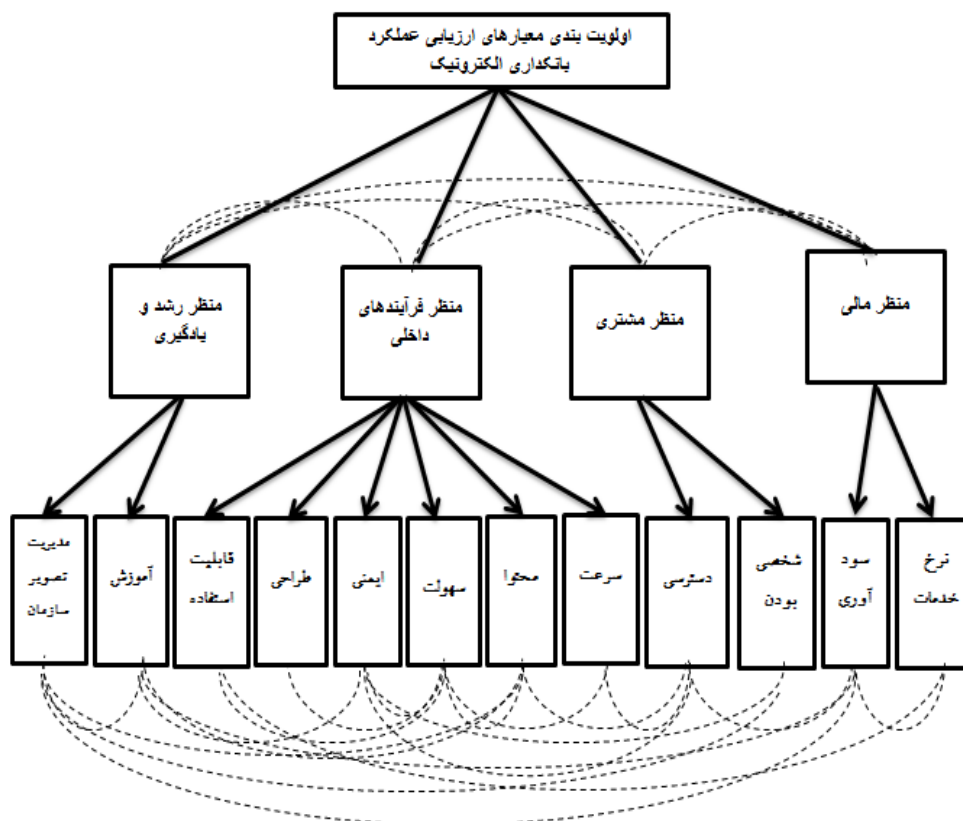 اولویت بندی معیارهای ارزیابی عملکرد
بانکداری الکترونیک
منظر مالی
منظر مشتری
منظر فرآیندهای
داخلی
منظر رشد و
یادگیری
نرخ
خدمات
سود
آوری
شخصی
بودن
دسترسی
سرعت
محتوا
سهولت
ایمنی
طراحی
قابلیت
استفاده
آموزش
مدیریت
تصویر
سازمان